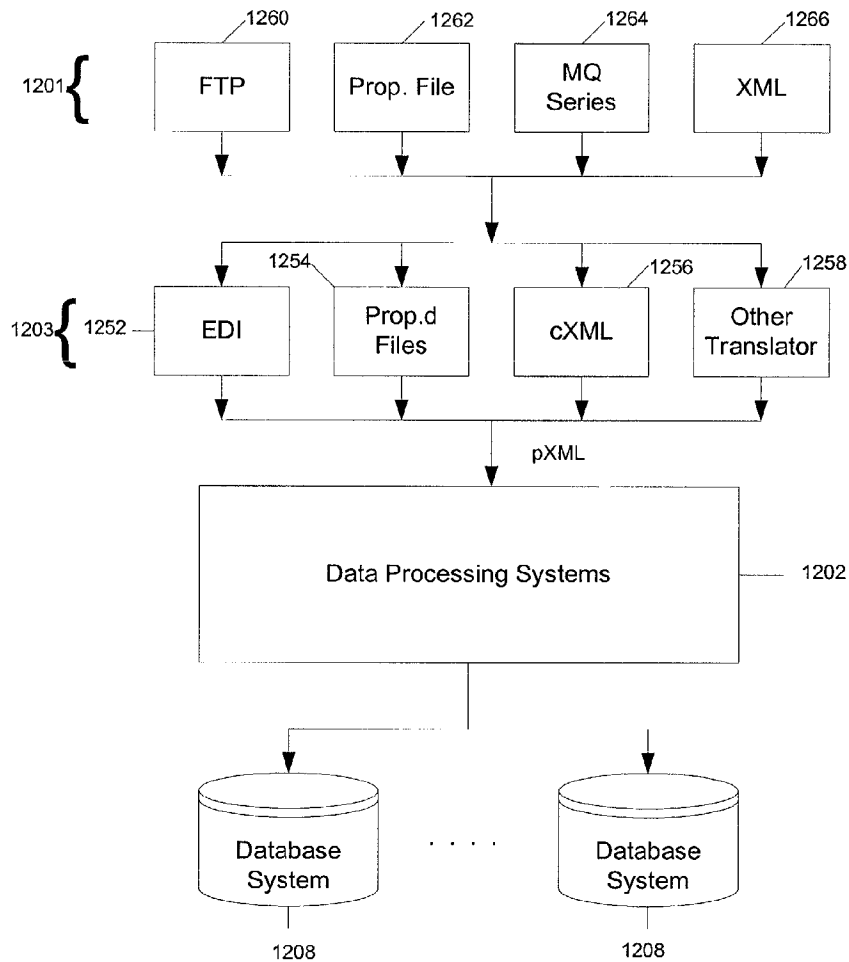 1260 1262 1264 1266
1201 { FTP Prop. File MQ Series XML
1254 1256 1258
1203 { 1252 EDI Prop.d Files cXML Other Translator
pXML
Data Processing Systems 1202
Database System . . . . Database System
1208 1208